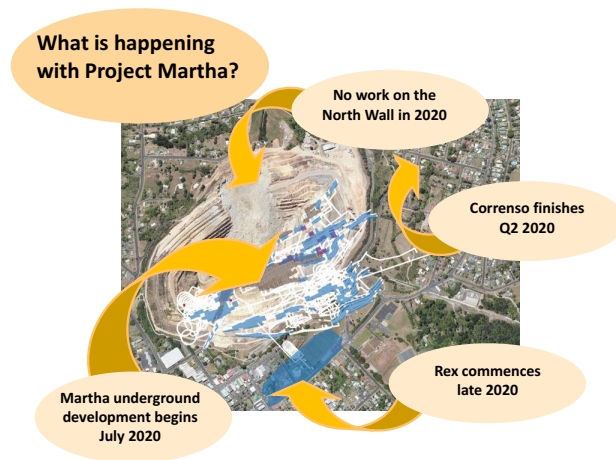 What is happening
with Project Martha?
No work on the
North Wall in 2020
Correnso finishes
Q2 2020
Rex commences
late 2020
Martha underground
development begins
July 2020